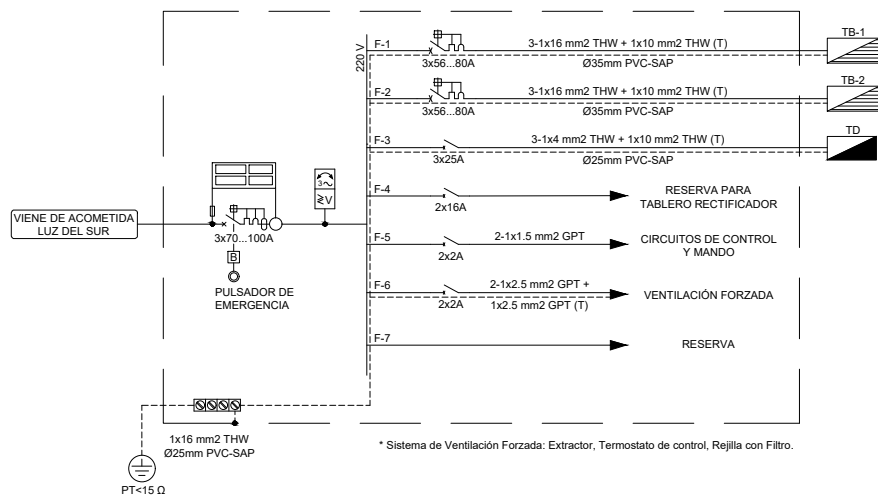 F-1
3-1x16 mm2 THW + 1x10 mm2 THW (T)
TB-1
220 V
3x56...80A
Ø35mm PVC-SAP
F-2
3-1x16 mm2 THW + 1x10 mm2 THW (T)
TB-2
3x56...80A
Ø35mm PVC-SAP
F-3
3-1x4 mm2 THW + 1x10 mm2 THW (T)
TD
3x25A
Ø25mm PVC-SAP
3
V
F-4
2x16A
RESERVA PARA
TABLERO RECTIFICADOR
VIENE DE ACOMETIDA
LUZ DEL SUR
3x70...100A
B
PULSADOR DE
EMERGENCIA
F-5
2-1x1.5 mm2 GPT
2x2A
CIRCUITOS DE CONTROL
Y MANDO
F-6
2-1x2.5 mm2 GPT +
2x2A
1x2.5 mm2 GPT (T)
VENTILACIÓN FORZADA
F-7
RESERVA
1x16 mm2 THW
Ø25mm PVC-SAP
* Sistema de Ventilación Forzada: Extractor, Termostato de control, Rejilla con Filtro.
PT<15 Ω